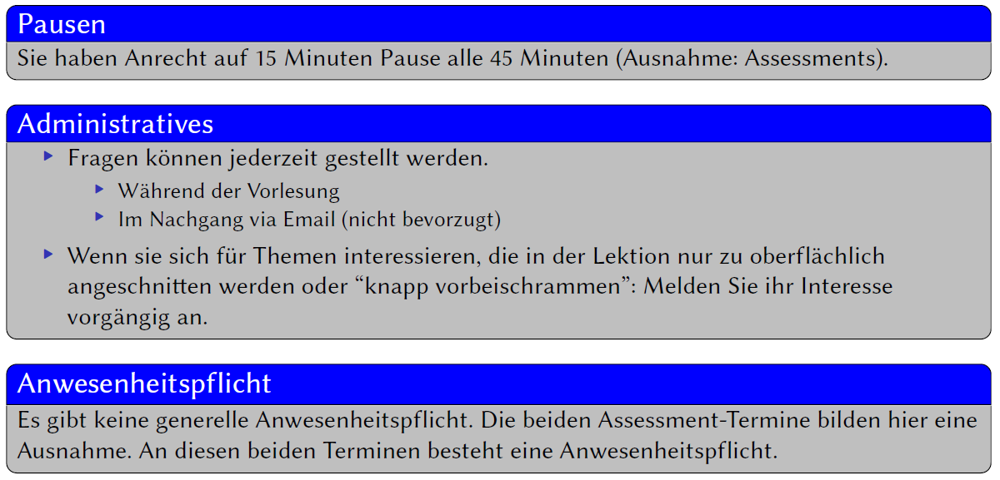 Pausen
Sie haben Anrecht auf 15 Minuten Pause alle 45 Minuten (Ausnahme: Assessments).
Administratives
Fragen können jederzeit gestellt werden.
Während der Vorlesung
Im Nachgang via Email (nicht bevorzugt)
Wenn sie sich für Themen interessieren, die in der Lektion nur zu oberflächlich
angeschnitten werden oder “knapp vorbeischrammen”: Melden Sie ihr Interesse
vorgängig an.
Anwesenheitspflicht
Es gibt keine generelle Anwesenheitspflicht. Die beiden Assessment-Termine bilden hier eine
Ausnahme. An diesen beiden Terminen besteht eine Anwesenheitspflicht.